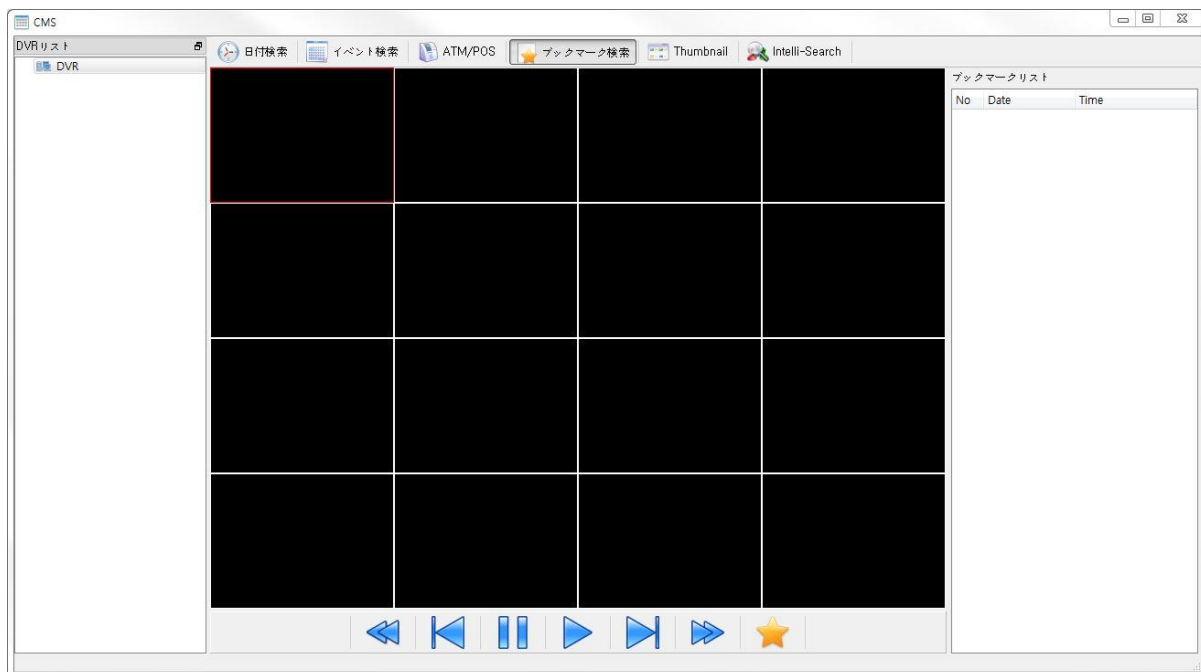 CMS
DVRリスト
DVR
日付検索 イベント検索 ATM/POS ブックマーク検索 Thumbnail Intelli-Search
ブックマークリスト
No Date Time